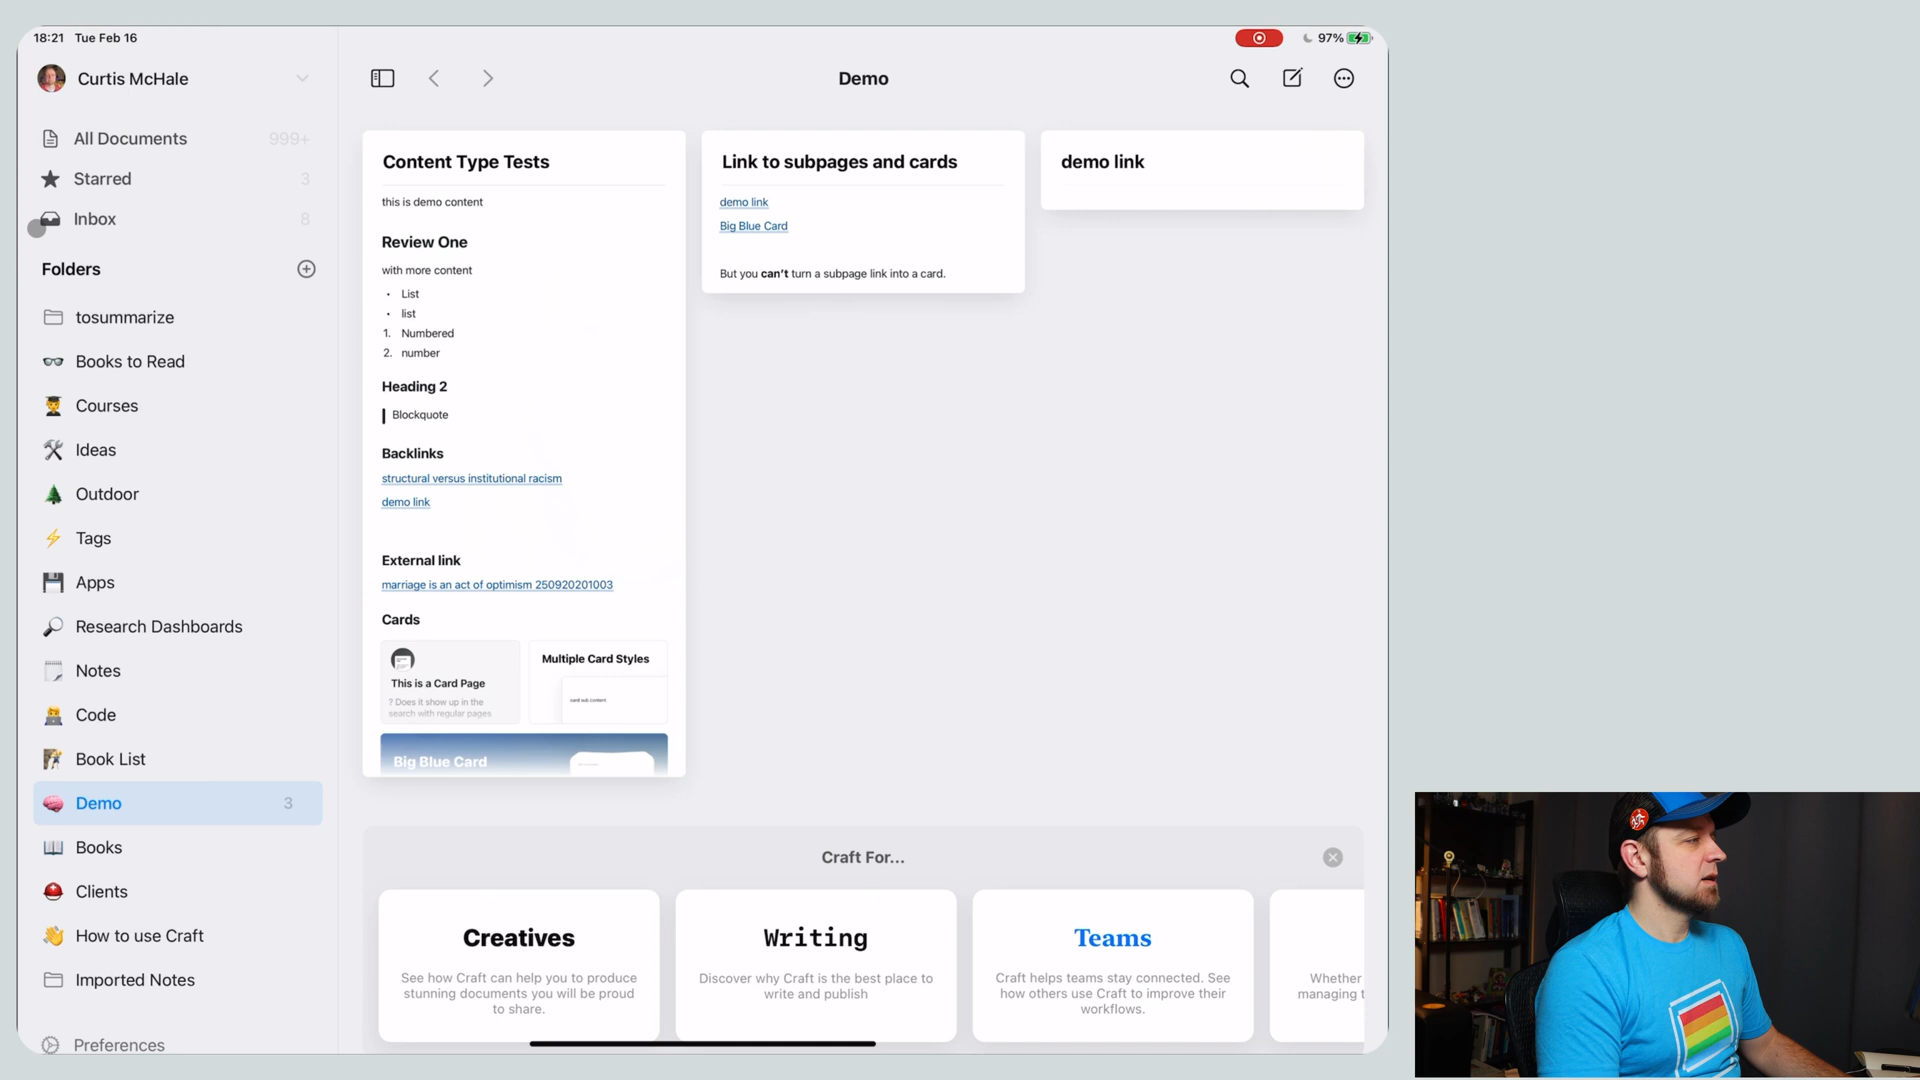 18:21 Tue Feb 16
97%
Curtis McHale
All Documents 999+
Starred 3
Inbox 8
Folders
tosummarize
Books to Read
Courses
Ideas
Outdoor
Tags
Apps
Research Dashboards
Notes
Code
Book List
Demo 3
Books
Clients
How to use Craft
Imported Notes
Preferences
Demo
Content Type Tests
this is demo content
Review One
with more content
• List
• list
1. Numbered
2. number
Heading 2
Blockquote
Backlinks
structural versus institutional racism
demo link
External link
marriage is an act of optimism 250920201003
Cards
This is a Card Page
? Does it show up in the
search with regular pages
Multiple Card Styles
card sub content
Big Blue Card
Link to subpages and cards
demo link
Big Blue Card
But you can't turn a subpage link into a card.
demo link
Craft For...
Creatives
See how Craft can help you to produce
stunning documents you will be proud
to share.
Writing
Discover why Craft is the best place to
write and publish
Teams
Craft helps teams stay connected. See
how others use Craft to improve their
workflows.
Whether
managing t